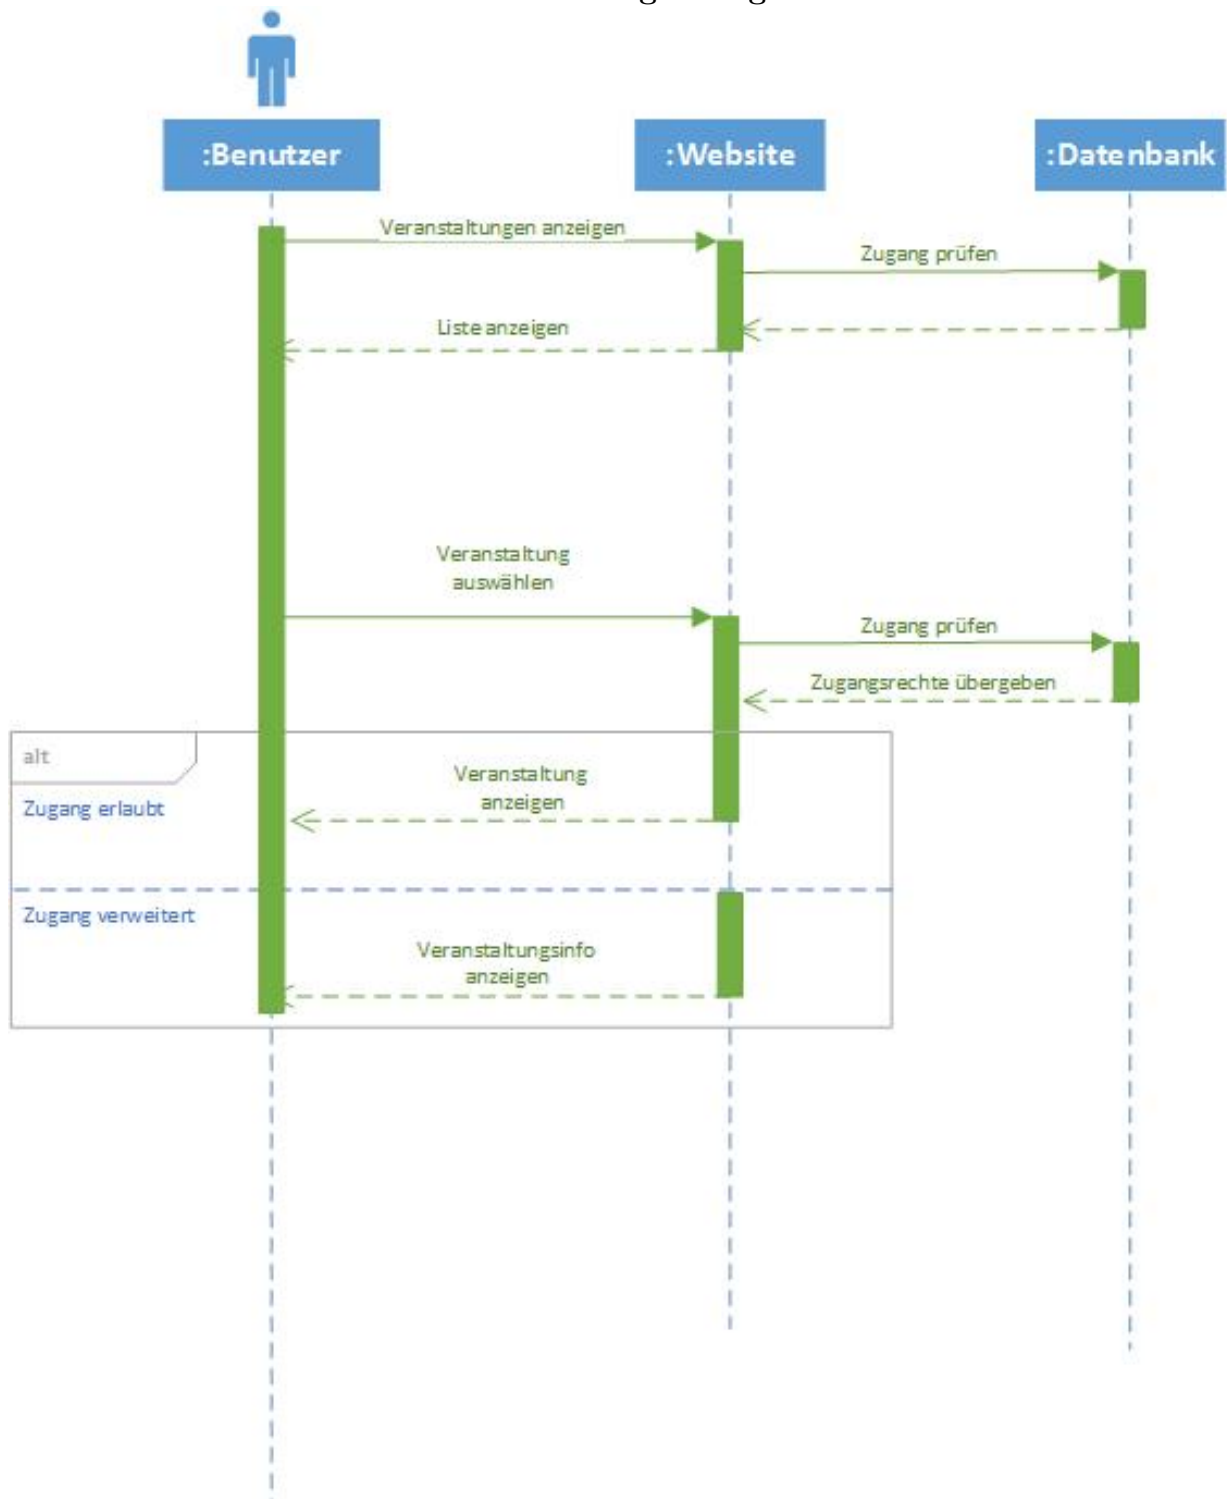 :Benutzer
:Website
:Datenbank
Veranstaltungen anzeigen
Zugang prüfen
Liste anzeigen
Veranstaltung
auswählen
Zugang prüfen
Zugangsrechte übergeben
alt
Veranstaltung
anzeigen
Zugang erlaubt
Zugang verweitert
Veranstaltungsinfo
anzeigen